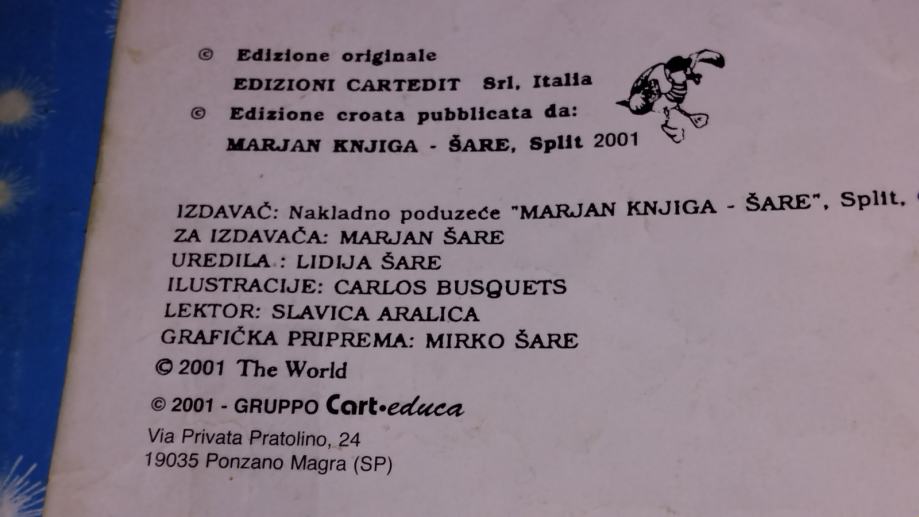 © Edizione originale
EDIZIONI CARTEDIT Srl, Italia
© Edizione croata pubblicata da:
MARJAN KNJIGA - ŠARE, Split 2001
IZDAVAČ: Nakladno poduzeće "MARJAN KNJIGA - ŠARE", Split,
ZA IZDAVAČA: MARJAN ŠARE
UREDILA : LIDIJA ŠARE
ILUSTRACIJE: CARLOS BUSQUETS
LEKTOR: SLAVICA ARALICA
GRAFIČKA PRIPREMA: MIRKO ŠARE
© 2001 The World
© 2001 - GRUPPO Cart•educa
Via Privata Pratolino, 24
19035 Ponzano Magra (SP)